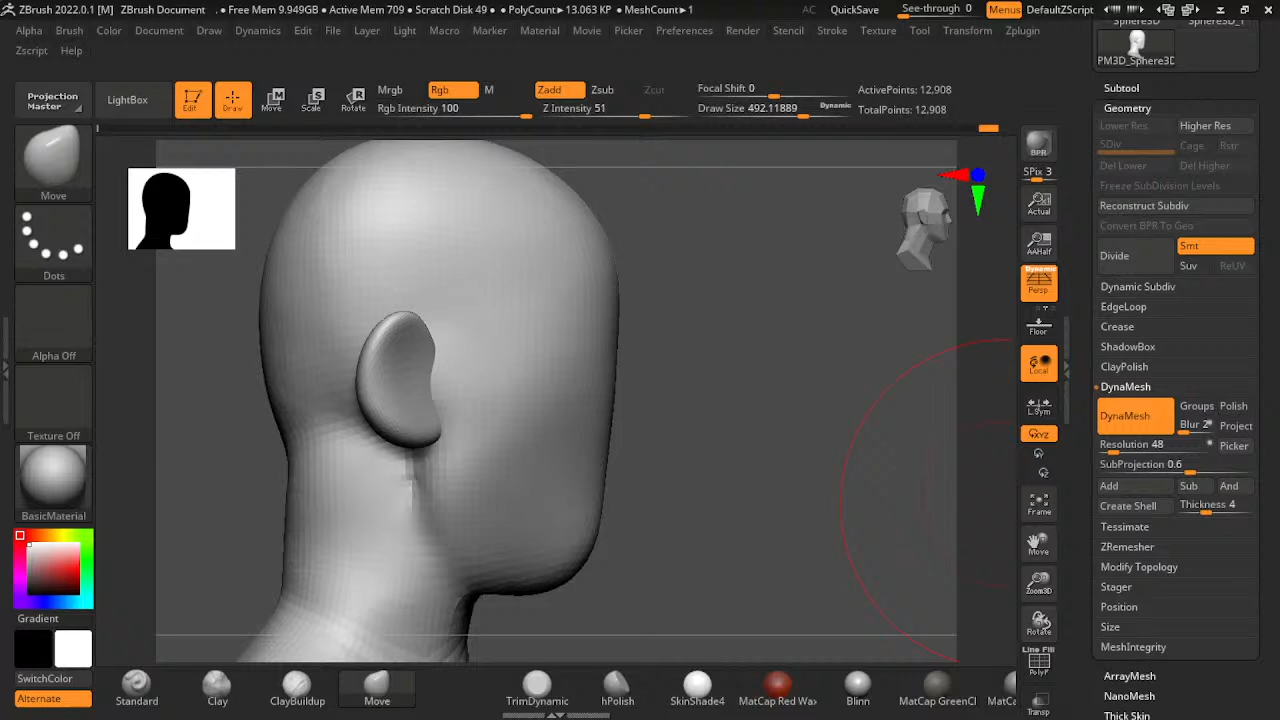 ZBrush 2022.0.1 [M] ZBrush Document . • Free Mem 9.949GB • Active Mem 709 • Scratch Disk 49 • PolyCount▸13.063 KP • MeshCount▸1 AC QuickSave See-through 0 Menus DefaultZScript
Alpha Brush Color Document Draw Dynamics Edit File Layer Light Macro Marker Material Movie Picker Preferences Render Stencil Stroke Texture Tool Transform Zplugin
Zscript Help
Projection Master
LightBox
Edit
Draw
Move
Scale
Rotate
Mrgb
Rgb
M
Rgb Intensity 100
Zadd
Zsub
Zcut
Z Intensity 51
Focal Shift 0
Draw Size 492.11889
Dynamic
ActivePoints: 12,908
TotalPoints: 12,908
Move
Dots
Alpha Off
Texture Off
BasicMaterial
Gradient
SwitchColor
Alternate
BPR
SPix 3
Actual
AAHalf
Dynamic
Persp
Floor
Local
L.Sym
XYZ
Frame
Move
Zoom3D
Rotate
Line Fill
PolyF
Transp
Sphere3D
Sphere3D_1
PM3D_Sphere3D
Subtool
Geometry
Lower Res
Higher Res
SDiv
Cage
Rstr
Del Lower
Del Higher
Freeze SubDivision Levels
Reconstruct Subdiv
Convert BPR To Geo
Divide
Smt
Suv
ReUV
Dynamic Subdiv
EdgeLoop
Crease
ShadowBox
ClayPolish
DynaMesh
DynaMesh
Groups
Polish
Blur 2
Project
Resolution 48
Picker
SubProjection 0.6
Add
Sub
And
Create Shell
Thickness 4
Tessimate
ZRemesher
Modify Topology
Stager
Position
Size
MeshIntegrity
ArrayMesh
NanoMesh
Thick Skin
Standard
Clay
ClayBuildup
Move
TrimDynamic
hPolish
SkinShade4
MatCap Red Wax
Blinn
MatCap GreenCl
MatCa